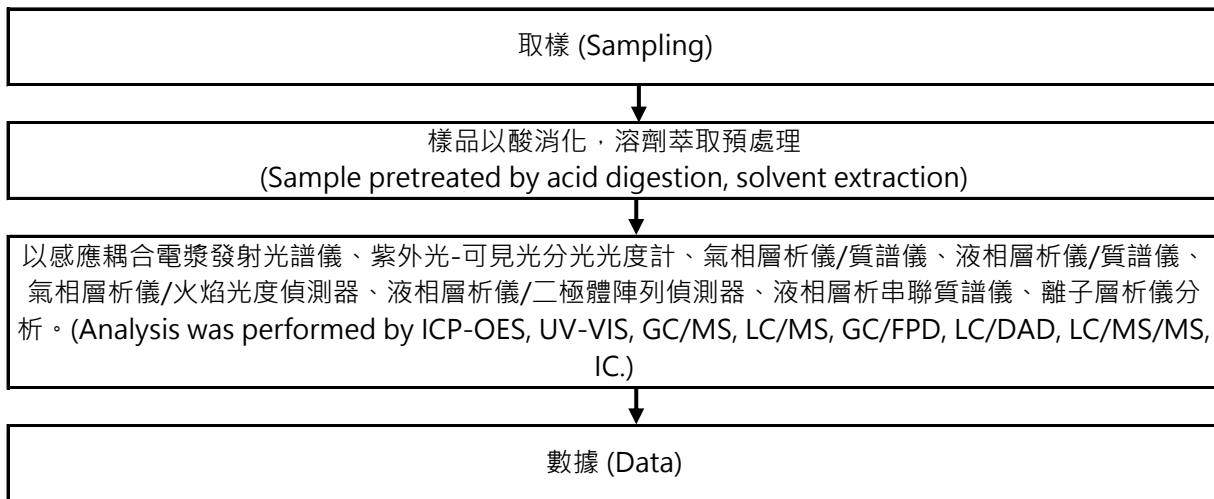 取樣 (Sampling)
樣品以酸消化，溶劑萃取預處理
(Sample pretreated by acid digestion, solvent extraction)
以感應耦合電漿發射光譜儀、紫外光-可見光分光光度計、氣相層析儀/質譜儀、液相層析儀/質譜儀、
氣相層析儀/火焰光度偵測器、液相層析儀/二極體陣列偵測器、液相層析串聯質譜儀、離子層析儀分
析。(Analysis was performed by ICP-OES, UV-VIS, GC/MS, LC/MS, GC/FPD, LC/DAD, LC/MS/MS,
IC.)
數據 (Data)